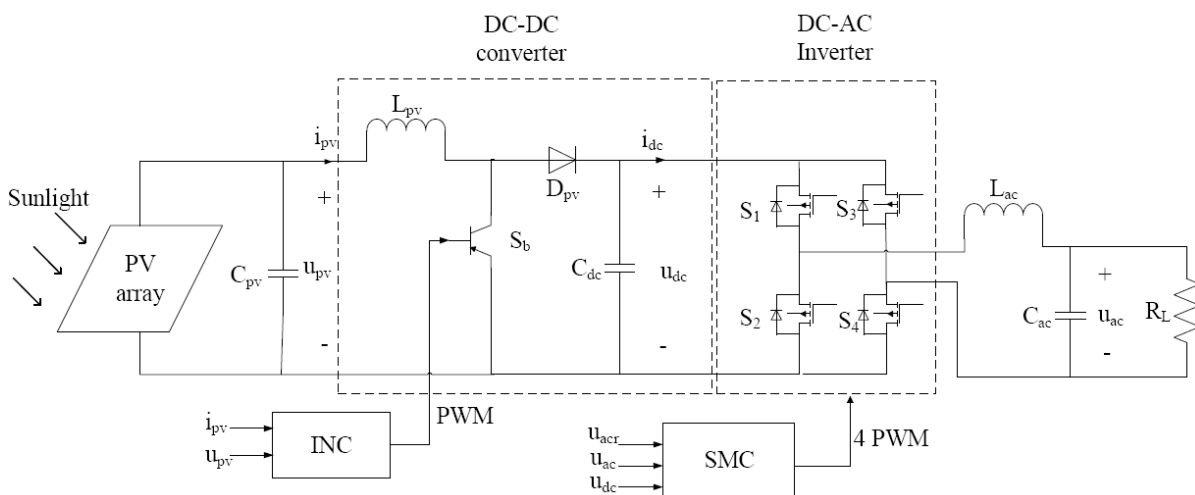 DC-DC
converter
DC-AC
Inverter
L_pv
i_pv
i_dc
D_pv
Sunlight
PV
array
C_pv
+
u_pv
-
S_b
C_dc
+
u_dc
-
S_1
S_3
S_2
S_4
L_ac
C_ac
+
u_ac
-
R_L
PWM
i_pv
u_pv
INC
u_acr
u_ac
u_dc
SMC
4 PWM